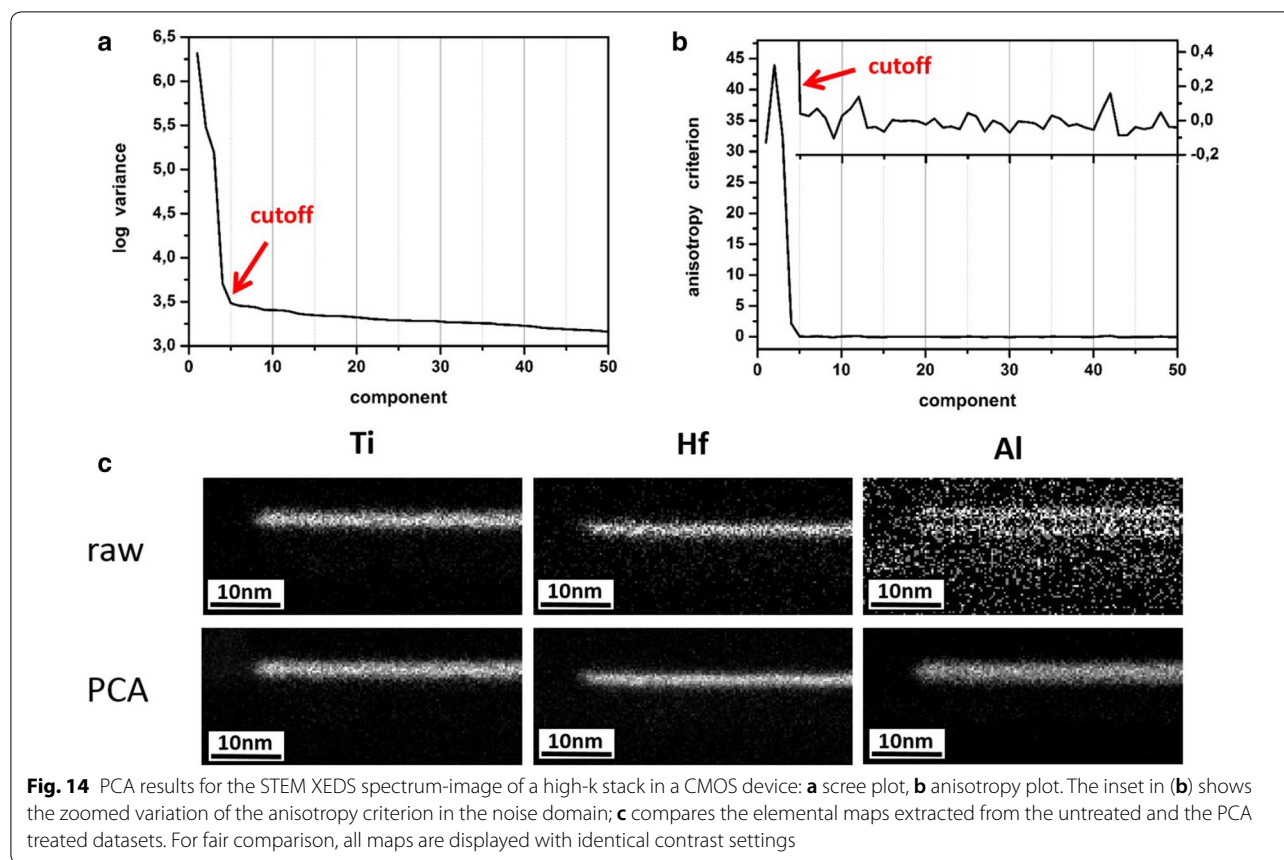 a
6,5
6,0
5,5
5,0
4,5
4,0
3,5
3,0
log variance
cutoff
0 10 20 30 40 50
component
b
45
40
35
30
25
20
15
10
5
0
anisotropy criterion
cutoff
0,4
0,2
0,0
-0,2
0 10 20 30 40 50
component
c
Ti Hf Al
raw
10nm 10nm 10nm
PCA
10nm 10nm 10nm
Fig. 14 PCA results for the STEM XEDS spectrum-image of a high-k stack in a CMOS device: a scree plot, b anisotropy plot. The inset in (b) shows
the zoomed variation of the anisotropy criterion in the noise domain; c compares the elemental maps extracted from the untreated and the PCA
treated datasets. For fair comparison, all maps are displayed with identical contrast settings